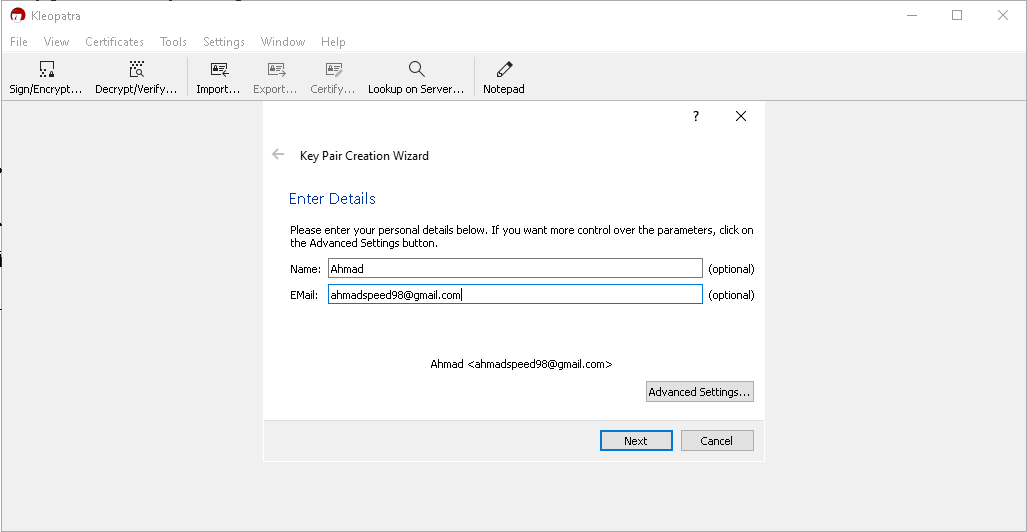 Kleopatra
File View Certificates Tools Settings Window Help
Sign/Encrypt... Decrypt/Verify... Import... Export... Certify... Lookup on Server... Notepad
?
Key Pair Creation Wizard
Enter Details
Please enter your personal details below. If you want more control over the parameters, click on
the Advanced Settings button.
Name: Ahmad (optional)
EMail: ahmadspeed98@gmail.com (optional)
Ahmad <ahmadspeed98@gmail.com>
Advanced Settings...
Next Cancel